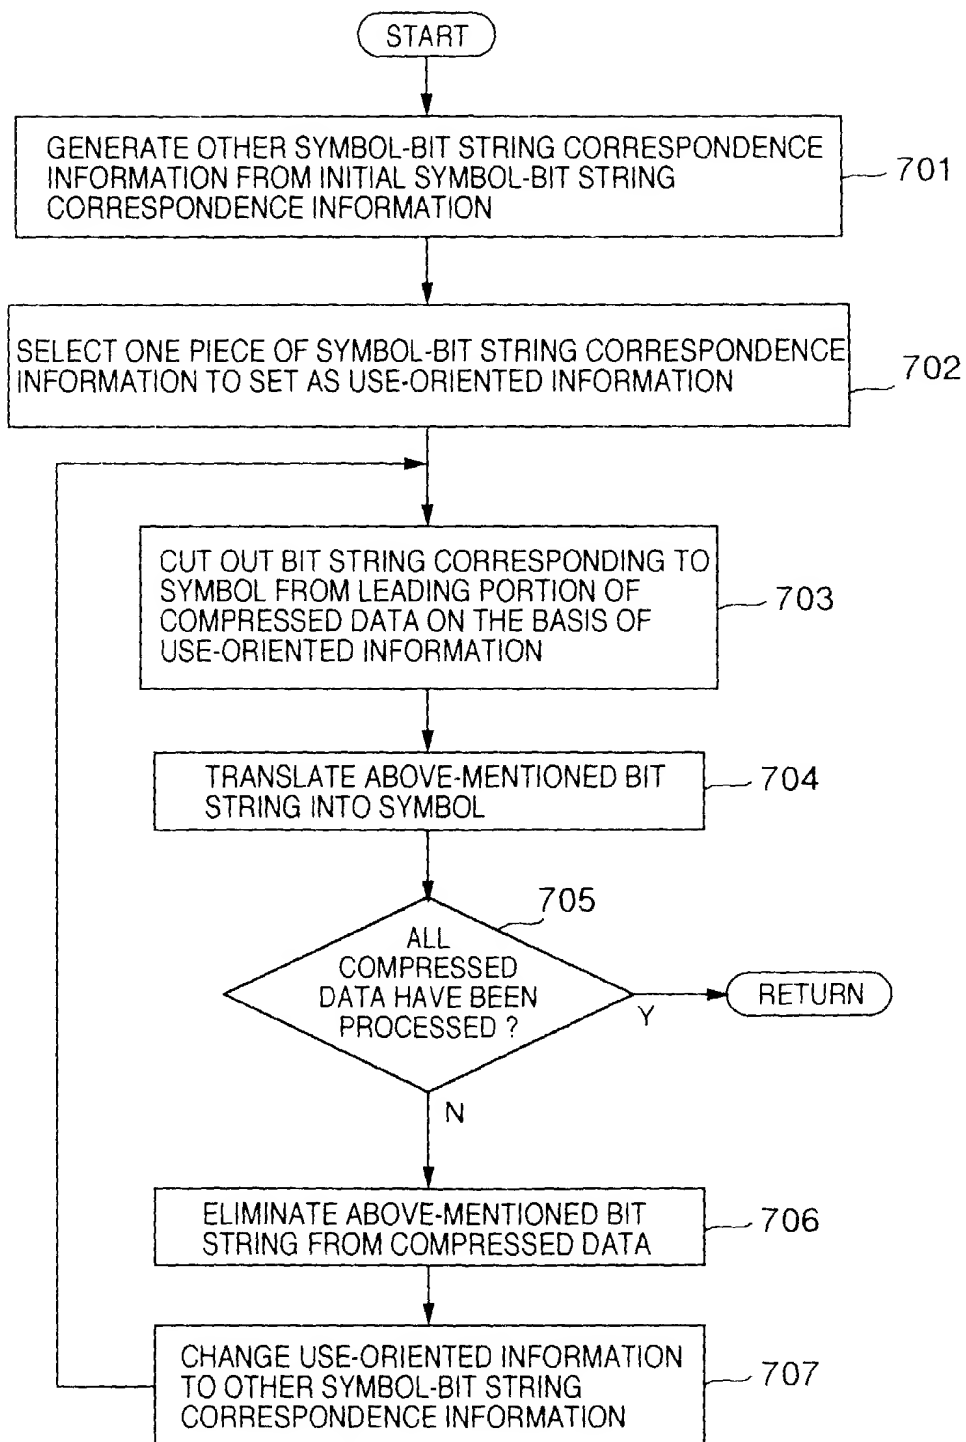 START
GENERATE OTHER SYMBOL-BIT STRING CORRESPONDENCE
INFORMATION FROM INITIAL SYMBOL-BIT STRING
CORRESPONDENCE INFORMATION
701
SELECT ONE PIECE OF SYMBOL-BIT STRING CORRESPONDENCE
INFORMATION TO SET AS USE-ORIENTED INFORMATION
702
CUT OUT BIT STRING CORRESPONDING TO
SYMBOL FROM LEADING PORTION OF
COMPRESSED DATA ON THE BASIS OF
USE-ORIENTED INFORMATION
703
TRANSLATE ABOVE-MENTIONED BIT
STRING INTO SYMBOL
704
705
ALL
COMPRESSED
DATA HAVE BEEN
PROCESSED ?
Y
RETURN
N
ELIMINATE ABOVE-MENTIONED BIT
STRING FROM COMPRESSED DATA
706
CHANGE USE-ORIENTED INFORMATION
TO OTHER SYMBOL-BIT STRING
CORRESPONDENCE INFORMATION
707